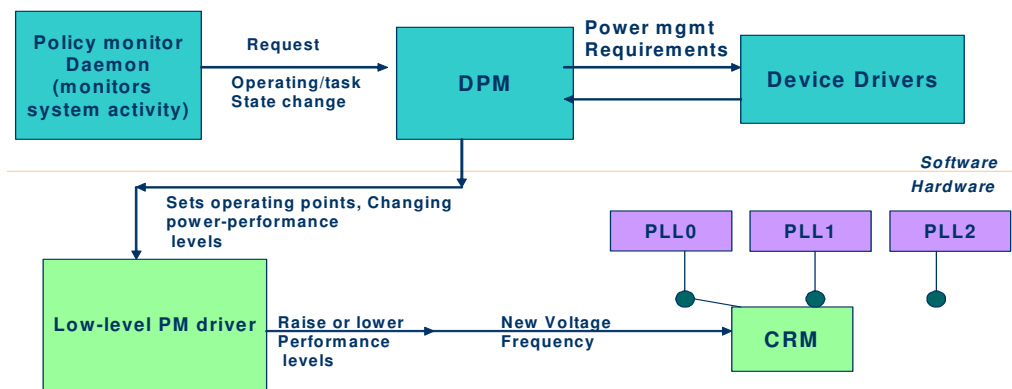 Policy monitor
Daemon
(monitors
system activity)
Request
Operating/task
State change
DPM
Power mgmt
Requirements
Device Drivers
Software
Hardware
Sets operating points, Changing
power-performance
levels
PLL0
PLL1
PLL2
Low-level PM driver
Raise or lower
Performance
levels
New Voltage
Frequency
CRM